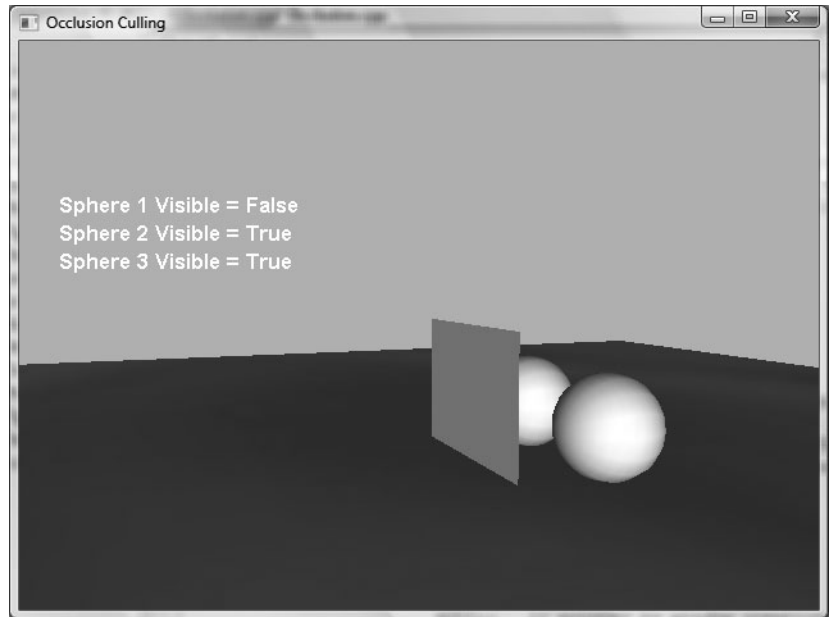 Occlusion Culling
Sphere 1 Visible = False
Sphere 2 Visible = True
Sphere 3 Visible = True